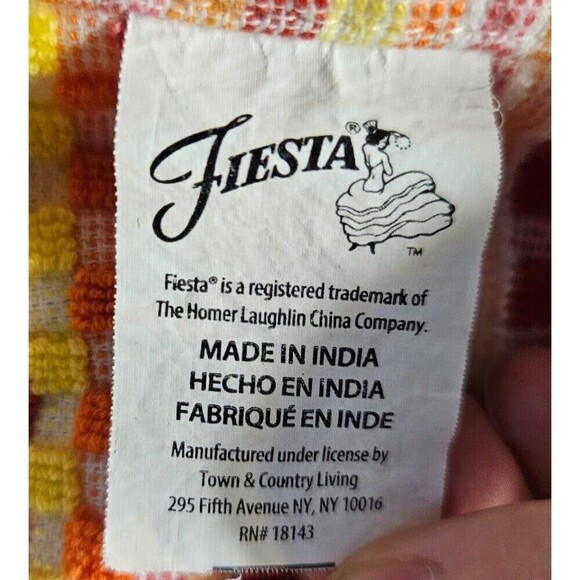 FIESTA®
™
Fiesta® is a registered trademark of
The Homer Laughlin China Company.
MADE IN INDIA
HECHO EN INDIA
FABRIQUÉ EN INDE
Manufactured under license by
Town & Country Living
295 Fifth Avenue NY, NY 10016
RN# 18143